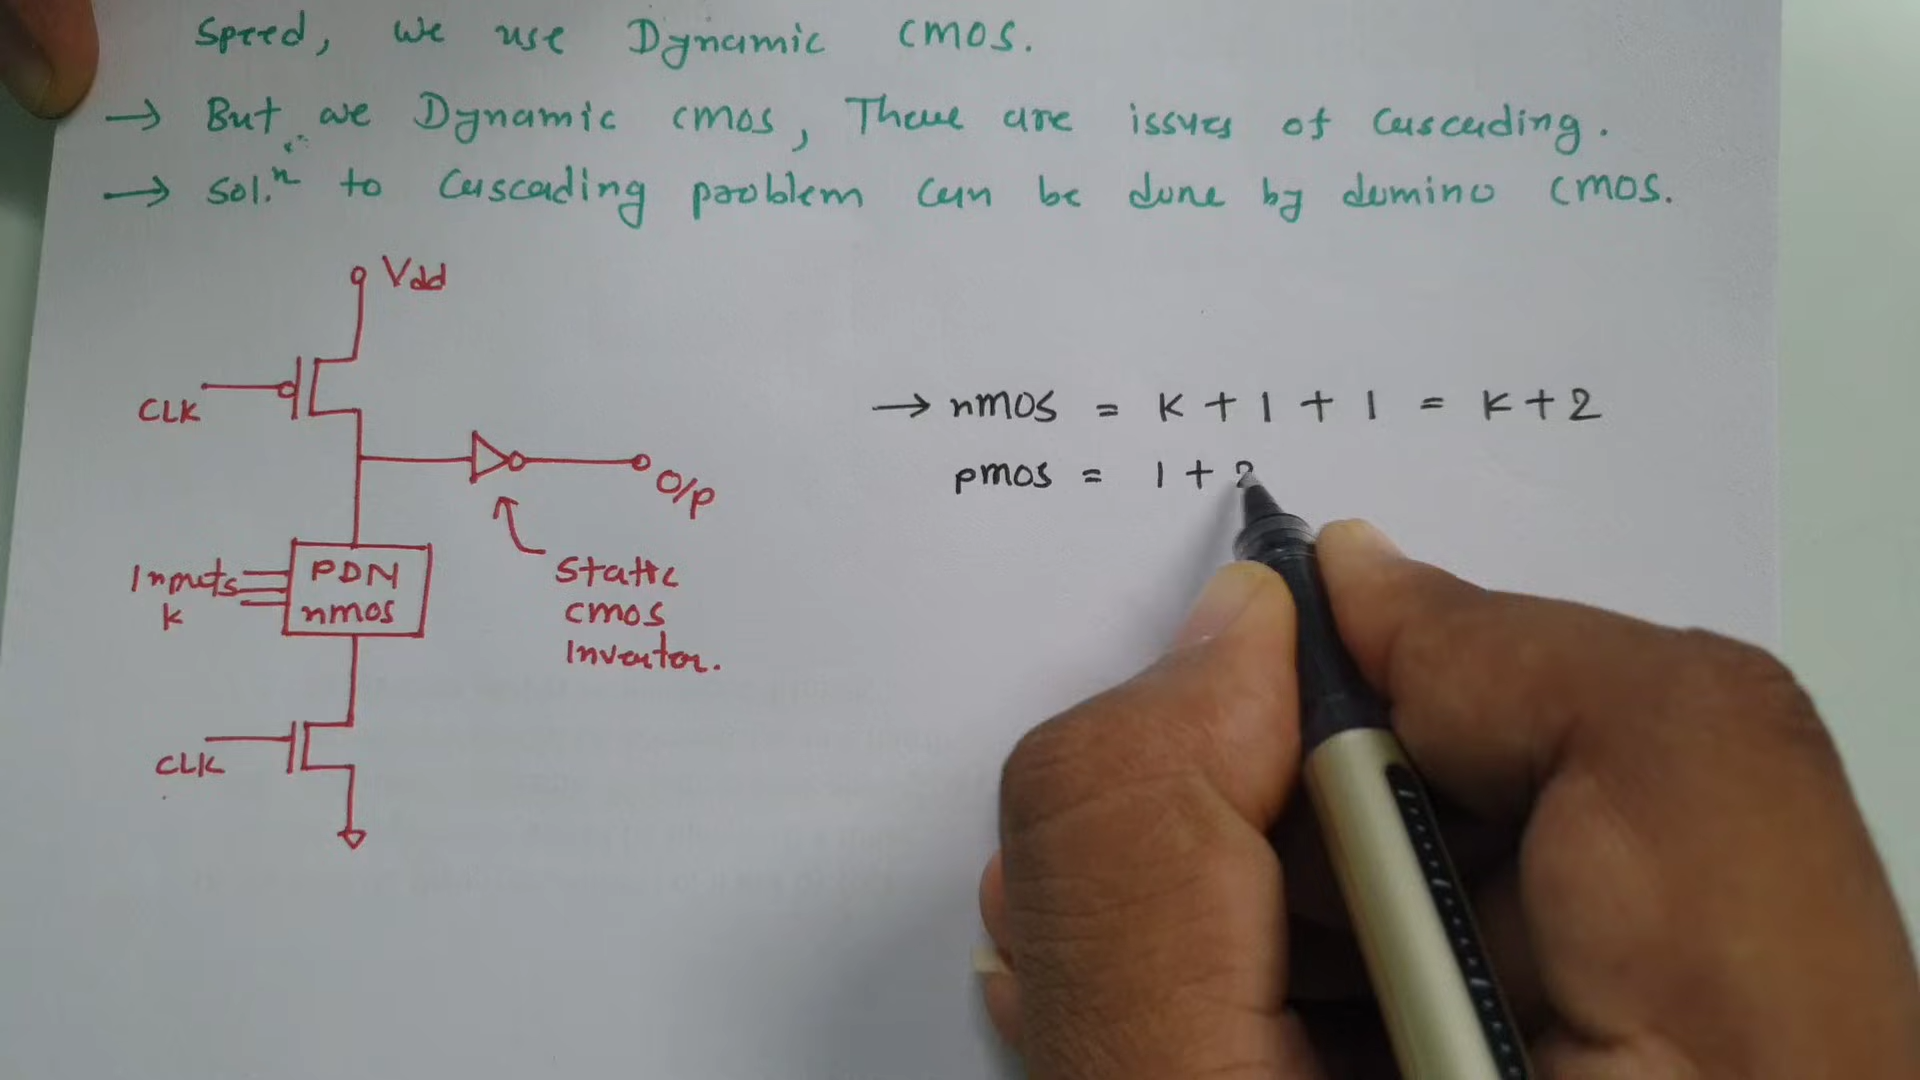 Speed, we use Dynamic CMOS.
→ But we Dynamic cmos, There are issues of cascading.
→ Sol.n to cascading problem can be done by domino CMOS.
Vdd
CLK
→ nmos = k + 1 + 1 = k + 2
pmos = 1 + 2
O/P
Inputs
k
PDN
nmos
Static
cmos
Invertor.
CLK